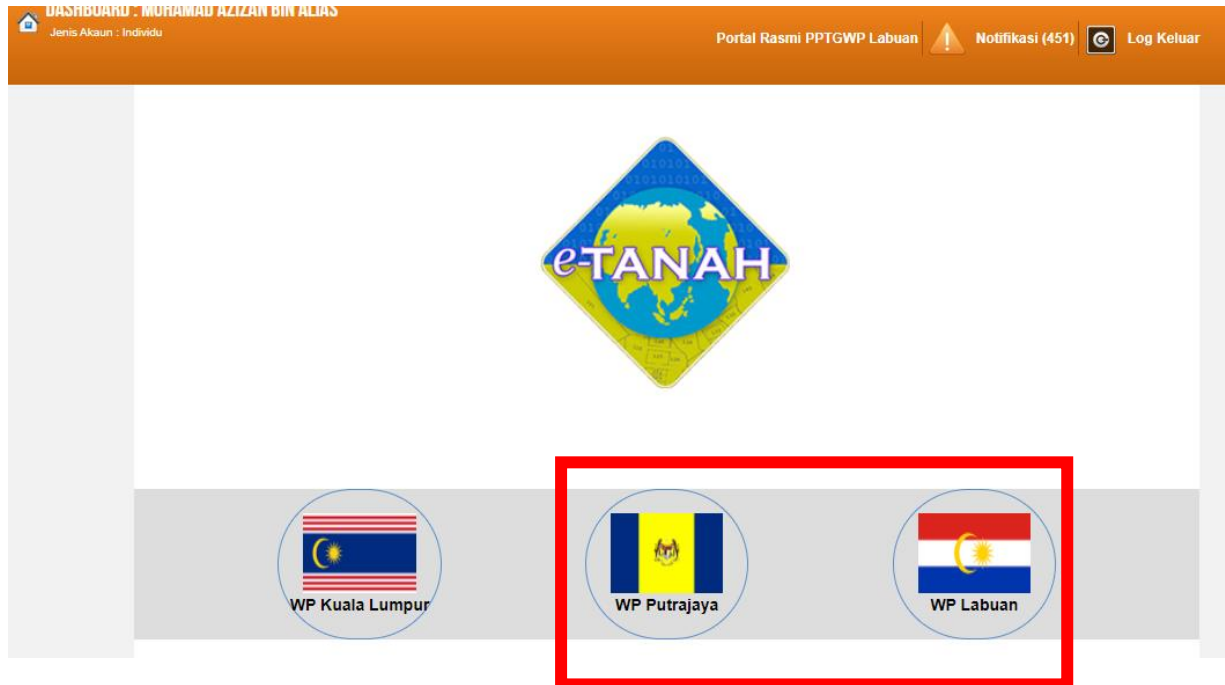 DASHBOARD : MOHAMAD AZIZAN BIN ALIAS
Jenis Akaun : Individu
Portal Rasmi PPTGWP Labuan
Notifikasi (451)
Log Keluar
e-TANAH
WP Kuala Lumpur
WP Putrajaya
WP Labuan